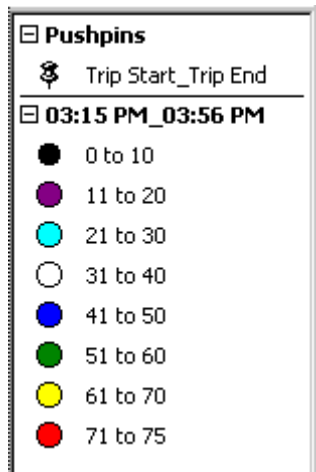 Pushpins
Trip Start_Trip End
03:15 PM_03:56 PM
0 to 10
11 to 20
21 to 30
31 to 40
41 to 50
51 to 60
61 to 70
71 to 75